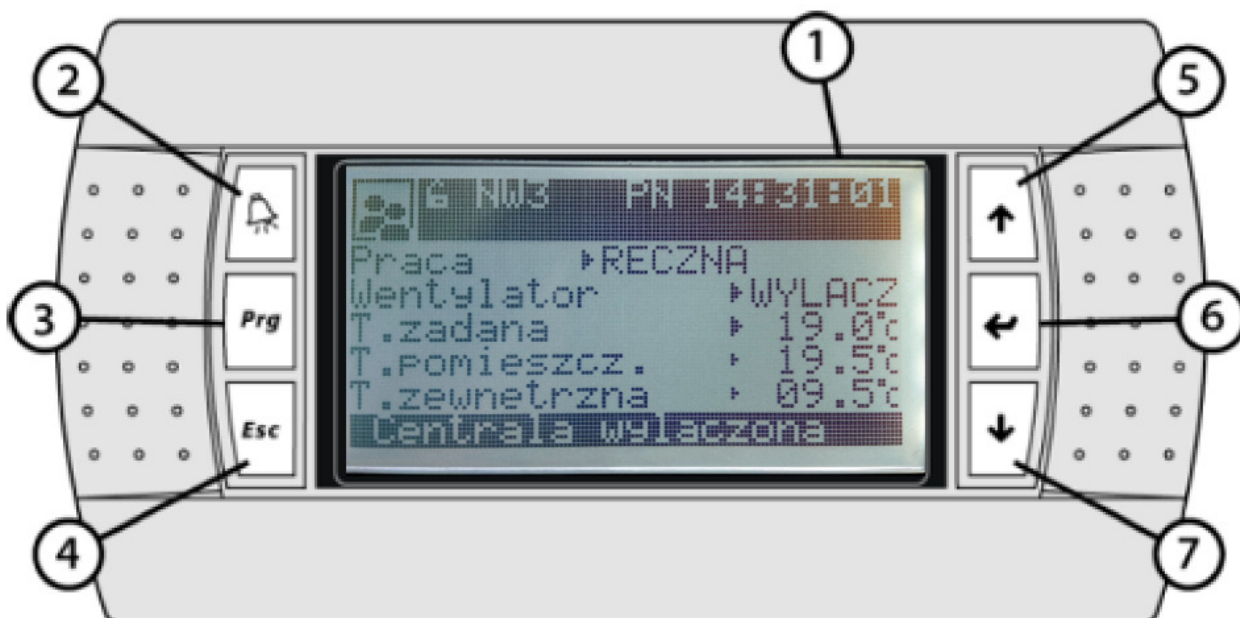 1
2
5
NW3 PN 14:31:01
Praca RECZNA
Wentylator WYLACZ
3
Prg
6
T.zadana 19.0°c
T.pomieszcz. 19.5°c
T.zewnetrzna 09.5°c
Esc
Centrala wylaczona
4
7